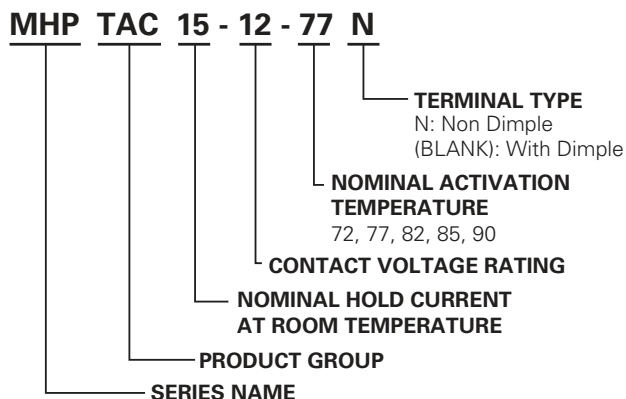 MHP TAC 15 - 12 - 77 N
TERMINAL TYPE
N: Non Dimple
(BLANK): With Dimple
NOMINAL ACTIVATION
TEMPERATURE
72, 77, 82, 85, 90
CONTACT VOLTAGE RATING
NOMINAL HOLD CURRENT
AT ROOM TEMPERATURE
PRODUCT GROUP
SERIES NAME